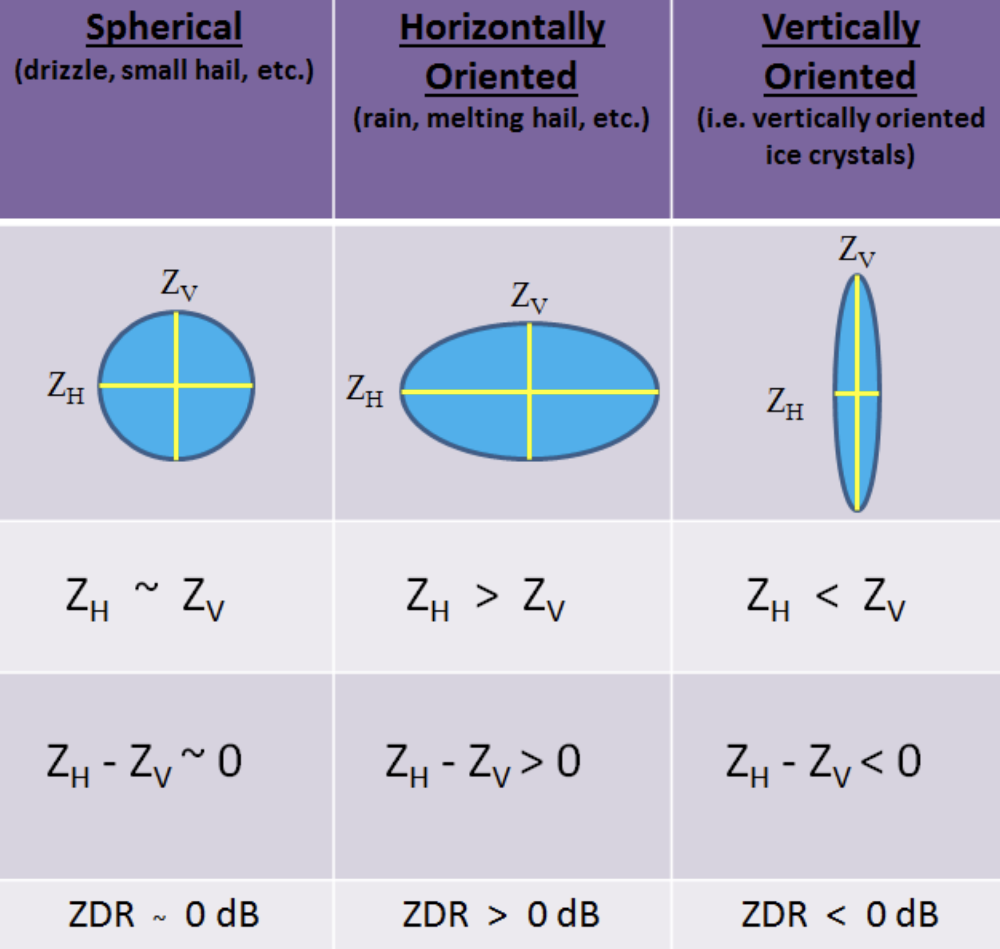 Spherical
(drizzle, small hail, etc.)
Horizontally
Oriented
(rain, melting hail, etc.)
Vertically
Oriented
(i.e. vertically oriented
ice crystals)
Z_V
Z_H
Z_V
Z_H
Z_V
Z_H
Z_H ~ Z_V
Z_H > Z_V
Z_H < Z_V
Z_H - Z_V ~ 0
Z_H - Z_V > 0
Z_H - Z_V < 0
ZDR ~ 0 dB
ZDR > 0 dB
ZDR < 0 dB